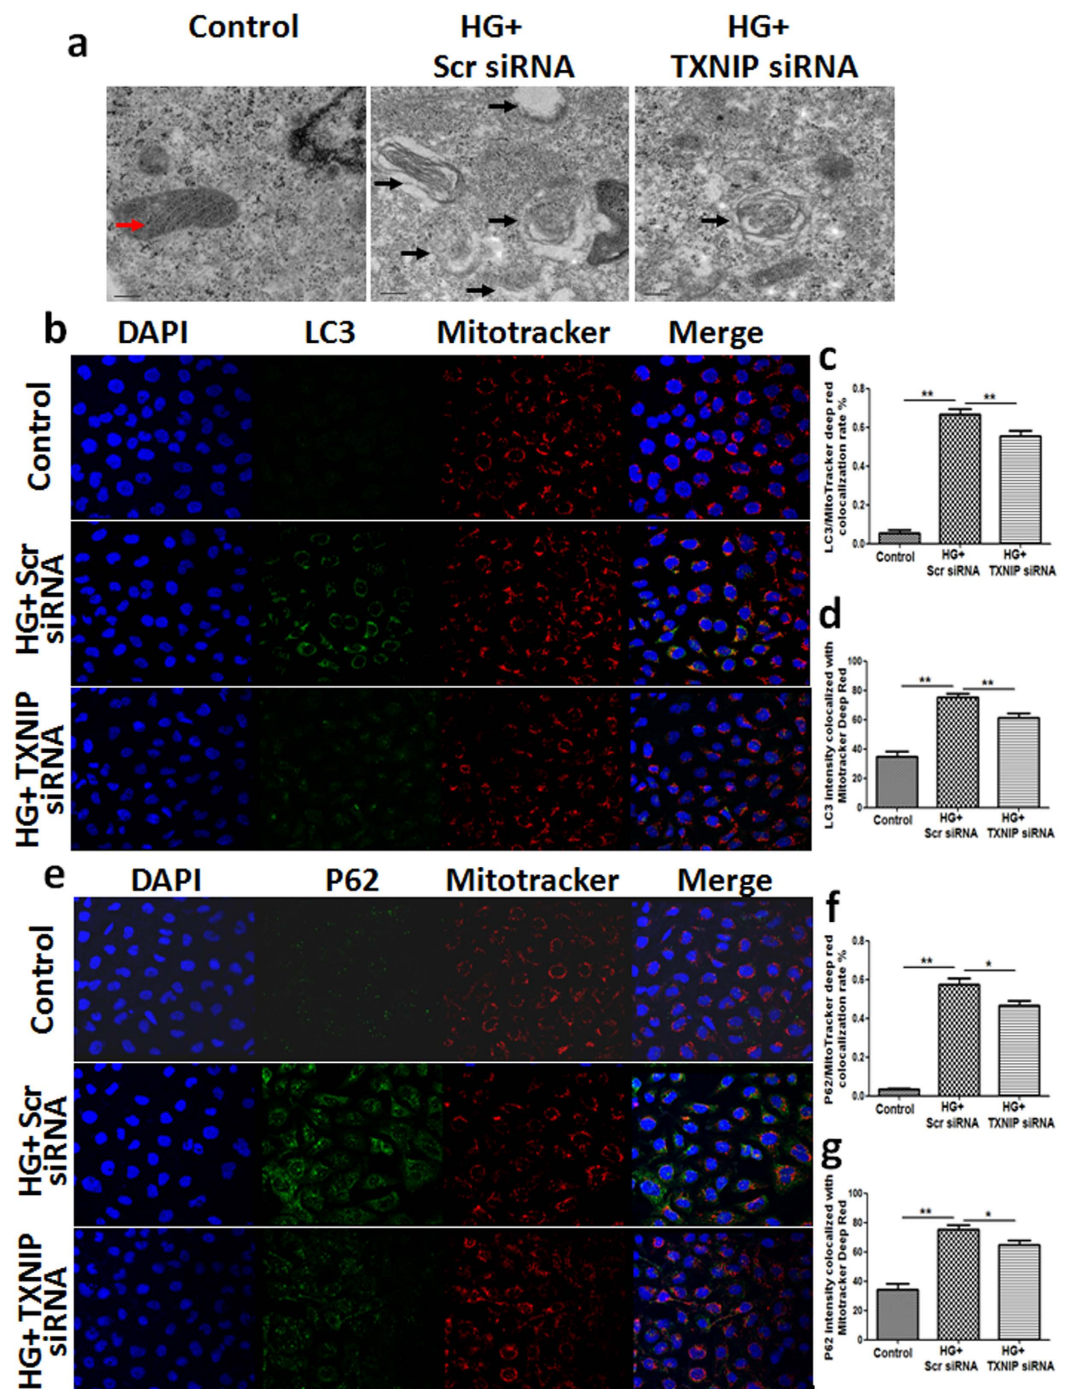 a
Control
HG+
Scr siRNA
HG+
TXNIP siRNA
b
DAPI
LC3
Mitotracker
Merge
Control
HG+ Scr
siRNA
HG+ TXNIP
siRNA
c
LC3/MitoTracker deep red
colocalization rate %
0.8
0.6
0.4
0.2
0.0
**
**
Control
HG+
Scr siRNA
HG+
TXNIP siRNA
d
LC3 Intensity colocalized with
Mitotracker Deep Red
100
80
60
40
20
0
**
**
Control
HG+
Scr siRNA
HG+
TXNIP siRNA
e
DAPI
P62
Mitotracker
Merge
Control
HG+ Scr
siRNA
HG+ TXNIP
siRNA
f
P62/MitoTracker deep red
colocalization rate %
0.8
0.6
0.4
0.2
0.0
**
*
Control
HG+
Scr siRNA
HG+
TXNIP siRNA
g
P62 Intensity colocalized with
Mitotracker Deep Red
100
80
60
40
20
0
**
*
Control
HG+
Scr siRNA
HG+
TXNIP siRNA